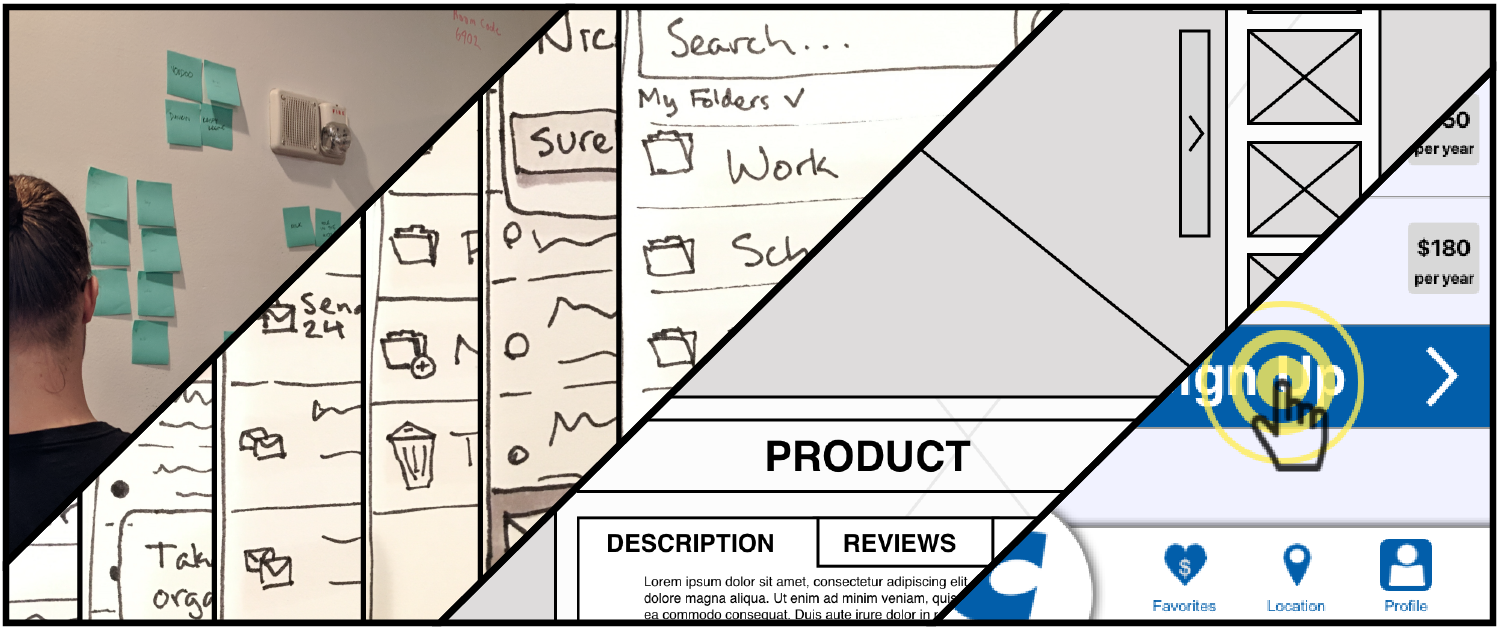 Room Code
6902
Search...
My Folders
Work
Sch
sure
Send
24
Tak
orga
PRODUCT
DESCRIPTION
REVIEWS
Lorem ipsum dolor sit amet, consectetur adipiscing elit
dolore magna aliqua. Ut enim ad minim veniam, quis
ea commodo consequat. Duis aute irure dolor in
per year
$180
per year
ign Up
Favorites
Location
Profile